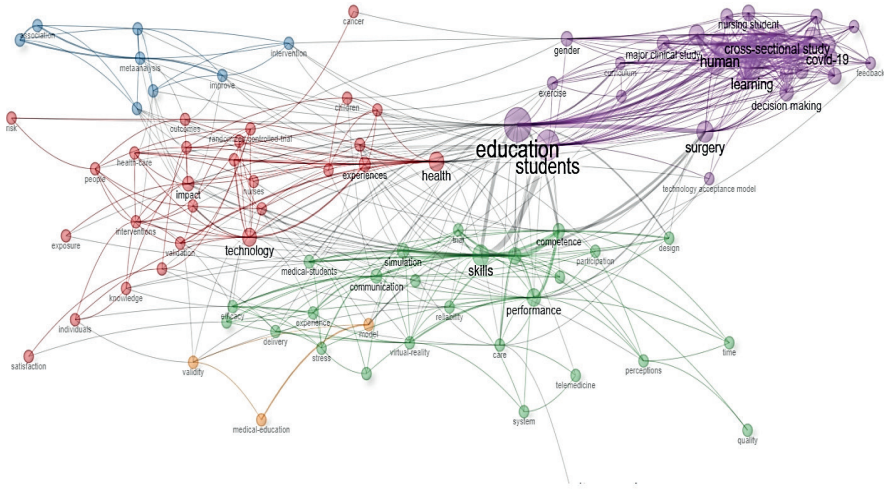 cancer
nursing student
association
intervention
gender
cross-sectional study
major clinical study
human
covid-19
feedback
metaanalysis
curriculum
improve
exercise
learning
decision making
children
risk
outcomes
randomized controlled-trial
education
surgery
health-care
students
people
experiences
health
nurses
technology acceptance model
impact
interventions
trial
exposure
validation
technology
competence
design
simulation
participation
medical-students
skills
communication
knowledge
efficacy
experience
reliability
performance
individuals
model
delivery
stress
virtual-reality
care
time
satisfaction
validity
perceptions
telemedicine
system
medical-education
quality